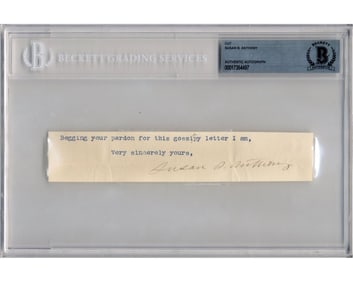 BECKETT GRADING SERVICES
CUT
SUSAN B. ANTHONY
AUTHENTIC AUTOGRAPH
Begging your pardon for this gossipy letter I am,
Very sincerely yours,
Susan B. Anthony